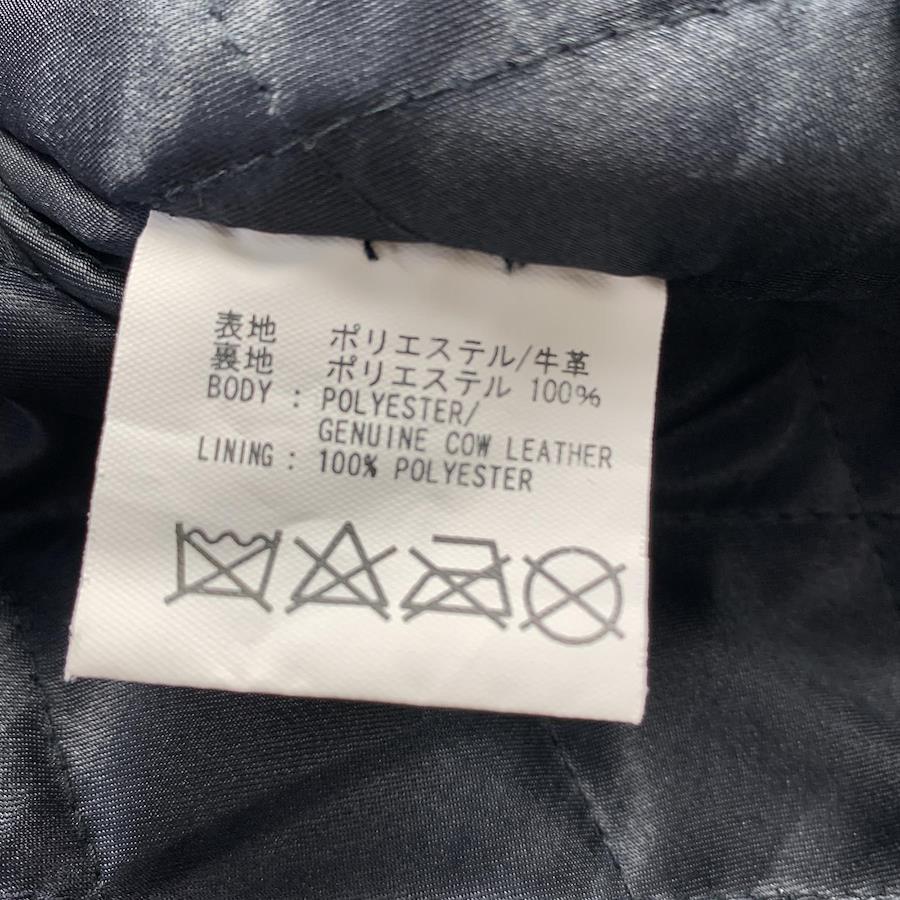 表地 ポリエステル/牛革
裏地 ポリエステル 100%
BODY : POLYESTER/
GENUINE COW LEATHER
LINING : 100% POLYESTER